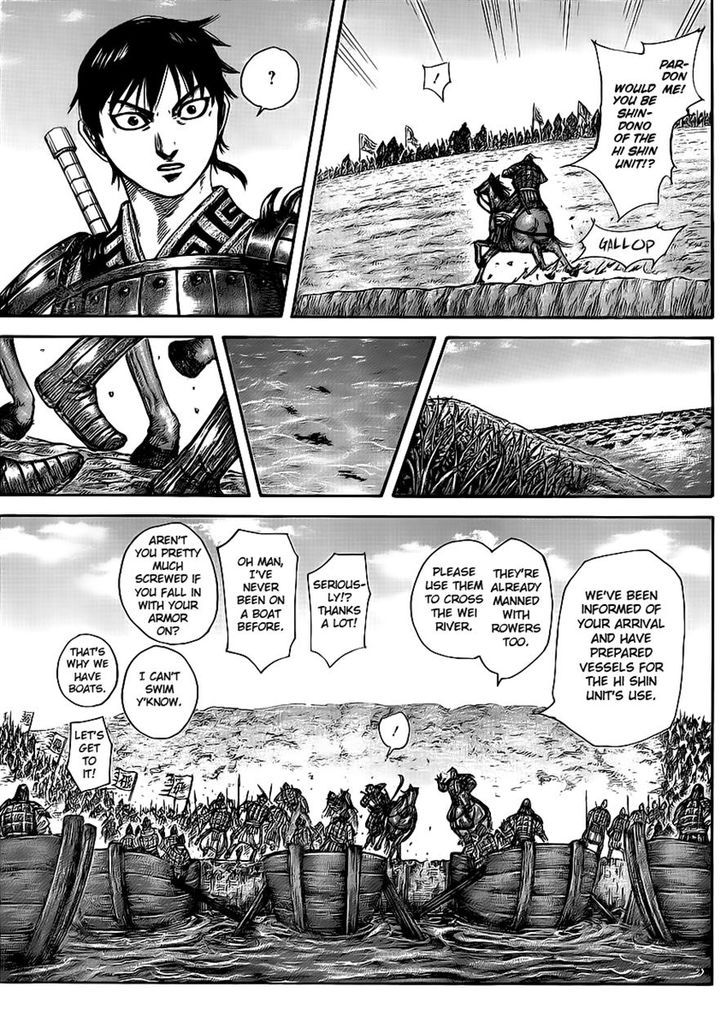 PAR-
DON
ME!
WOULD
YOU BE
SHIN-
DONO
OF THE
HI SHIN
UNIT!?
GALLOP
!
?
WE'VE BEEN
INFORMED OF
YOUR ARRIVAL
AND HAVE
PREPARED
VESSELS FOR
THE HI SHIN
UNIT'S USE.
THEY'RE
ALREADY
MANNED
WITH
ROWERS
TOO.
PLEASE
USE THEM
TO CROSS
THE WEI
RIVER.
!
SERIOUS-
LY!?
THANKS
A LOT!
OH MAN,
I'VE
NEVER
BEEN ON
A BOAT
BEFORE.
AREN'T
YOU PRETTY
MUCH
SCREWED IF
YOU FALL IN
WITH YOUR
ARMOR
ON?
I CAN'T
SWIM
Y'KNOW.
THAT'S
WHY WE
HAVE
BOATS.
LET'S
GET TO
IT!